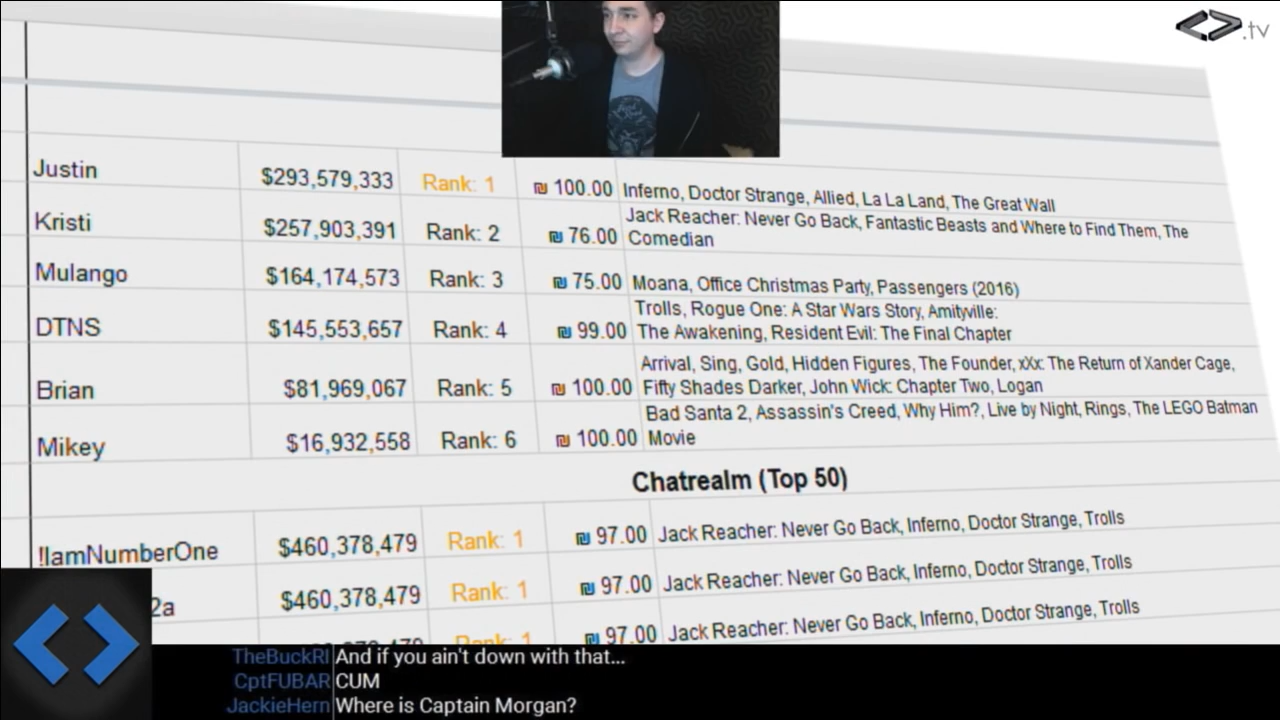 <>.tv
Justin $293,579,333 Rank: 1 ₪ 100.00 Inferno, Doctor Strange, Allied, La La Land, The Great Wall
Kristi $257,903,391 Rank: 2 ₪ 76.00 Jack Reacher: Never Go Back, Fantastic Beasts and Where to Find Them, The
Comedian
Mulango $164,174,573 Rank: 3 ₪ 75.00 Moana, Office Christmas Party, Passengers (2016)
DTNS $145,553,657 Rank: 4 ₪ 99.00 Trolls, Rogue One: A Star Wars Story, Amityville:
The Awakening, Resident Evil: The Final Chapter
Brian $81,969,067 Rank: 5 ₪ 100.00 Arrival, Sing, Gold, Hidden Figures, The Founder, xXx: The Return of Xander Cage,
Fifty Shades Darker, John Wick: Chapter Two, Logan
Mikey $16,932,558 Rank: 6 ₪ 100.00 Bad Santa 2, Assassin's Creed, Why Him?, Live by Night, Rings, The LEGO Batman
Movie
Chatrealm (Top 50)
!IamNumberOne $460,378,479 Rank: 1 ₪ 97.00 Jack Reacher: Never Go Back, Inferno, Doctor Strange, Trolls
2a $460,378,479 Rank: 1 ₪ 97.00 Jack Reacher: Never Go Back, Inferno, Doctor Strange, Trolls
Rank: 1 ₪ 97.00 Jack Reacher: Never Go Back, Inferno, Doctor Strange, Trolls
TheBuckRI And if you ain't down with that...
CptFUBAR CUM
JackieHern Where is Captain Morgan?